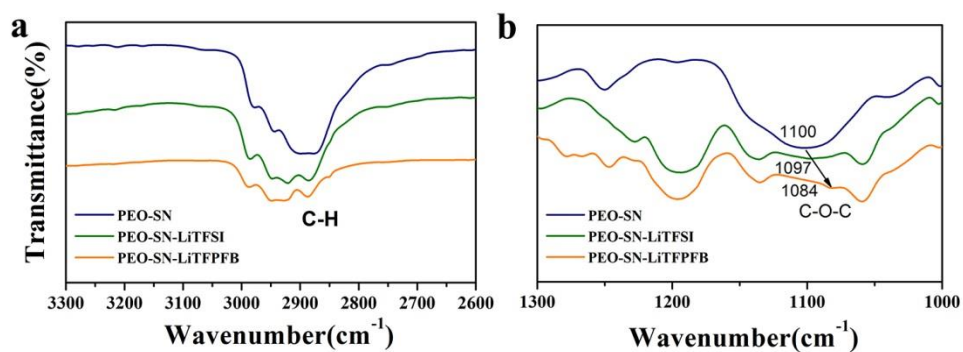 a
Transmittance(%)
C-H
PEO-SN
PEO-SN-LiTFSI
PEO-SN-LiTFPFB
3300 3200 3100 3000 2900 2800 2700 2600
Wavenumber(cm⁻¹)
b
1100
1097
1084
C-O-C
PEO-SN
PEO-SN-LiTFSI
PEO-SN-LiTFPFB
1300 1200 1100 1000
Wavenumber(cm⁻¹)